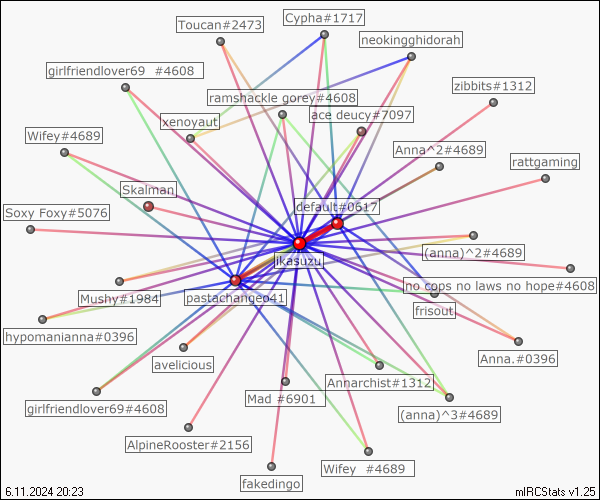 Cypha#1717
Toucan#2473
neokingghidorah
girlfriendlover69 #4608
zibbits#1312
ramshackle gorey#4608
ace deucy#7097
xenoyaut
Wifey#4689
Anna^2#4689
rattgaming
Skalman
default#0617
Soxy Foxy#5076
(anna)^2#4689
ikasuzu
no cops no laws no hope#4608
Mushy#1984
pastachangeo41
frisout
hypomanianna#0396
Anna.#0396
avelicious
Annarchist#1312
Mad #6901
girlfriendlover69#4608
(anna)^3#4689
AlpineRooster#2156
Wifey #4689
fakedingo
6.11.2024 20:23
mIRCStats v1.25